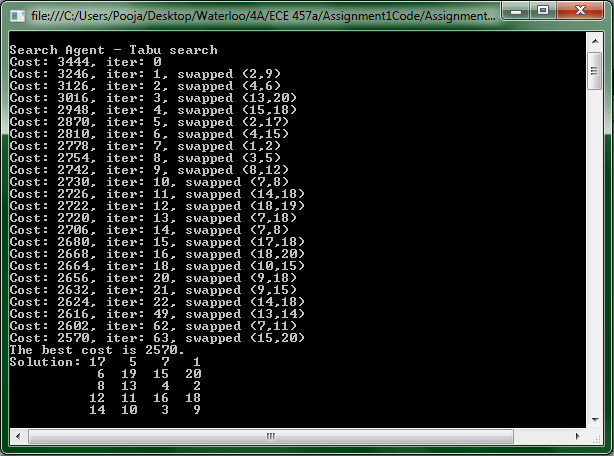 file:///C:/Users/Pooja/Desktop/Waterloo/4A/ECE 457a/Assignment1Code/Assignment...
Search Agent - Tabu search
Cost: 3444, iter: 0
Cost: 3246, iter: 1, swapped (2,9)
Cost: 3126, iter: 2, swapped (4,6)
Cost: 3016, iter: 3, swapped (13,20)
Cost: 2948, iter: 4, swapped (15,18)
Cost: 2870, iter: 5, swapped (2,17)
Cost: 2810, iter: 6, swapped (4,15)
Cost: 2778, iter: 7, swapped (1,2)
Cost: 2754, iter: 8, swapped (3,5)
Cost: 2742, iter: 9, swapped (8,12)
Cost: 2730, iter: 10, swapped (7,8)
Cost: 2726, iter: 11, swapped (14,18)
Cost: 2722, iter: 12, swapped (18,19)
Cost: 2720, iter: 13, swapped (7,18)
Cost: 2706, iter: 14, swapped (7,8)
Cost: 2680, iter: 15, swapped (17,18)
Cost: 2668, iter: 16, swapped (18,20)
Cost: 2664, iter: 18, swapped (10,15)
Cost: 2656, iter: 20, swapped (9,18)
Cost: 2632, iter: 21, swapped (9,15)
Cost: 2624, iter: 22, swapped (14,18)
Cost: 2616, iter: 49, swapped (13,14)
Cost: 2602, iter: 62, swapped (7,11)
Cost: 2570, iter: 63, swapped (15,20)
The best cost is 2570.
Solution: 17 5 7 1
6 19 15 20
8 13 4 2
12 11 16 18
14 10 3 9